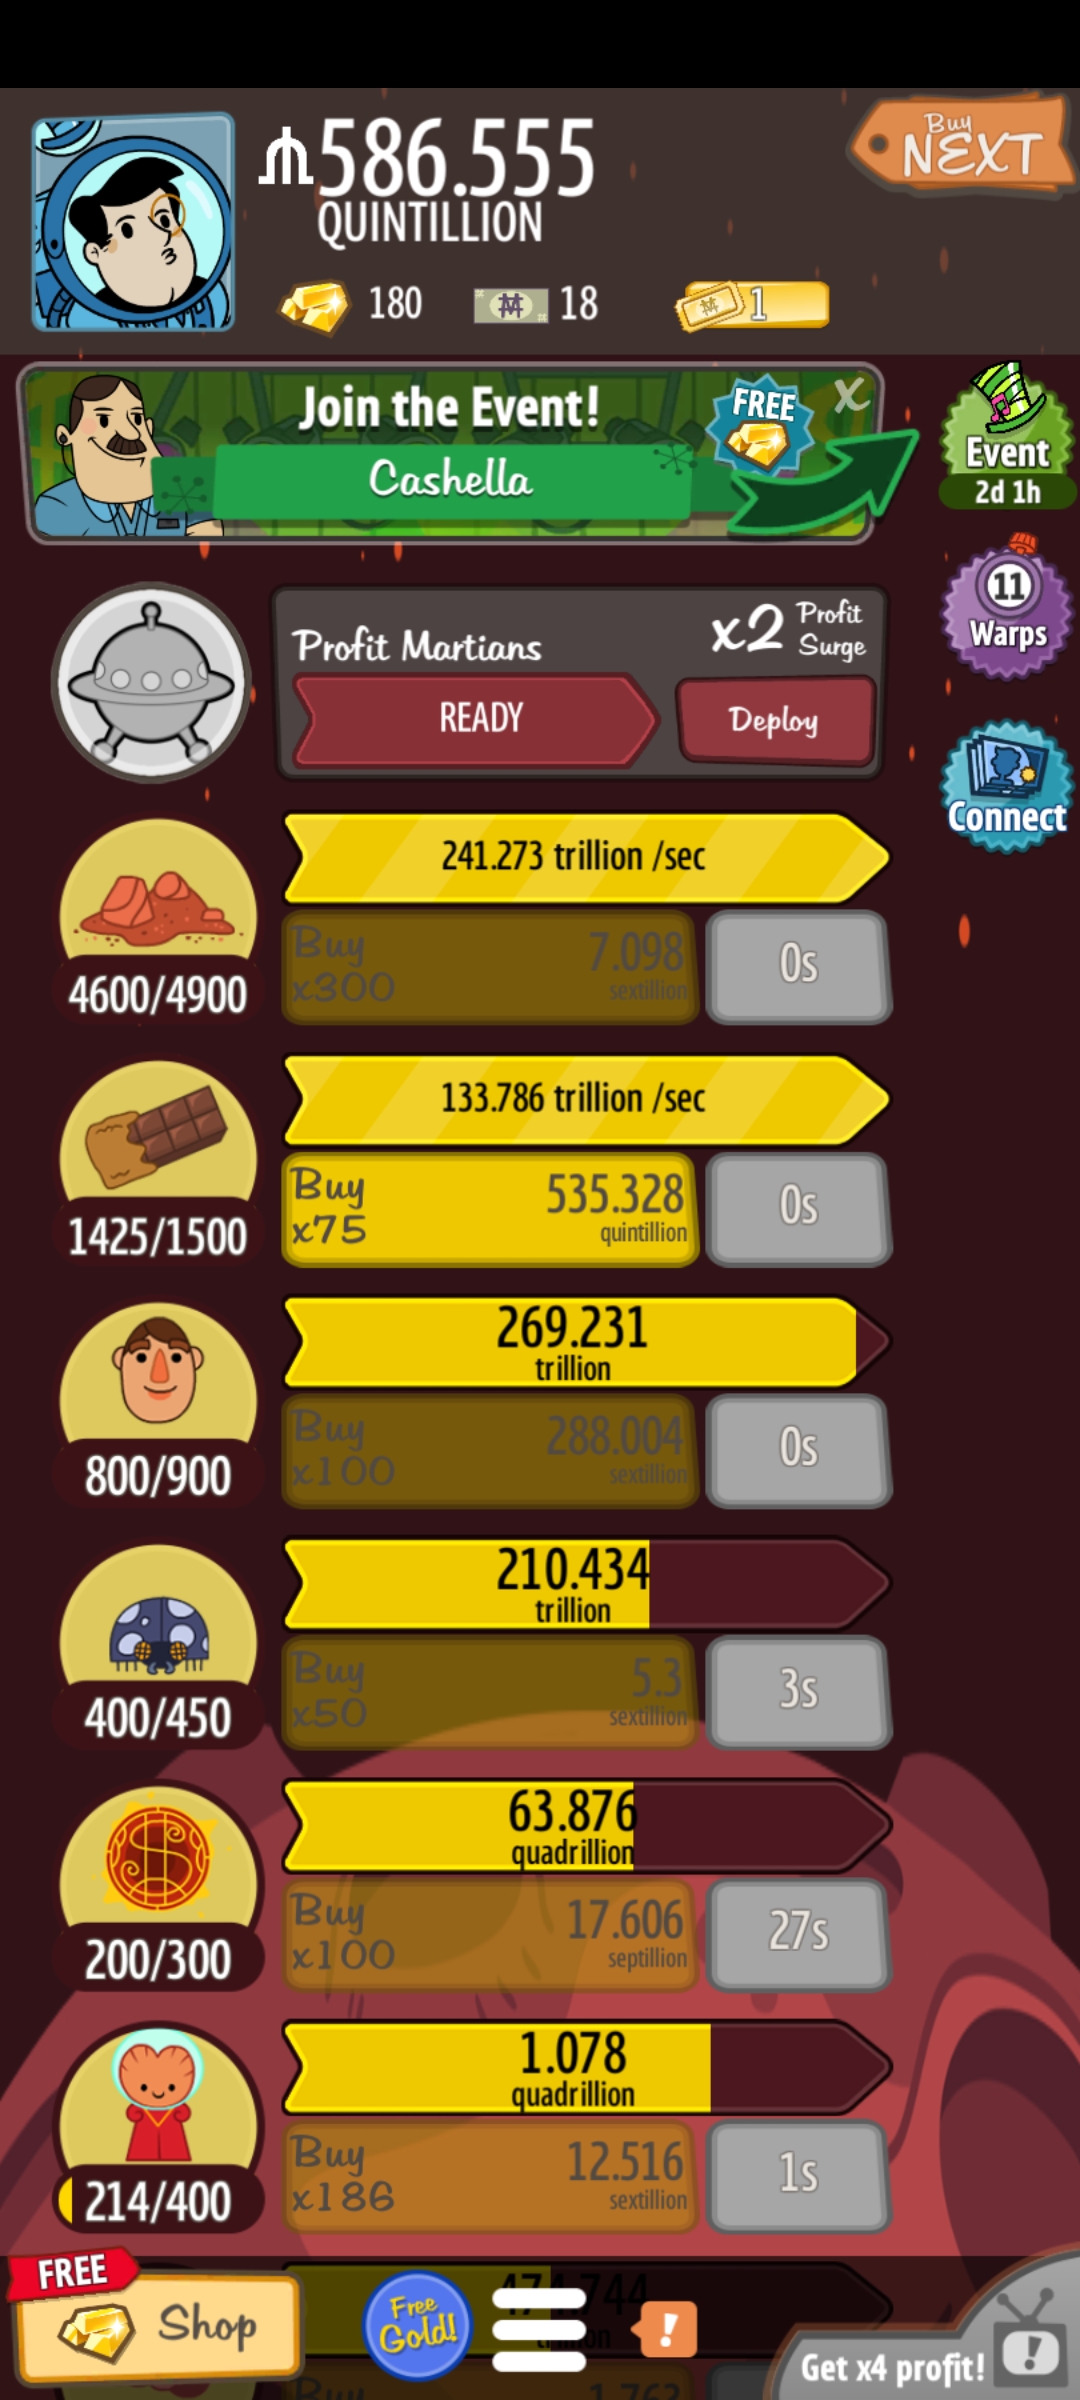 586.555
QUINTILLION
Buy
NEXT
180
18
1
Join the Event!
FREE
X
Cashella
Event
2d 1h
11
Warps
Connect
Profit Martians
x2 Profit Surge
READY
Deploy
241.273 trillion /sec
Buy
x300
7.098
sextillion
0s
4600/4900
133.786 trillion /sec
Buy
x75
535.328
quintillion
0s
1425/1500
269.231
trillion
Buy
x100
288.004
sextillion
0s
800/900
210.434
trillion
Buy
x50
5.3
sextillion
3s
400/450
63.876
quadrillion
Buy
x100
17.606
septillion
27s
200/300
1.078
quadrillion
Buy
x186
12.516
sextillion
1s
214/400
FREE
Shop
Free
Gold!
!
Get x4 profit!
!
Buy
1.763